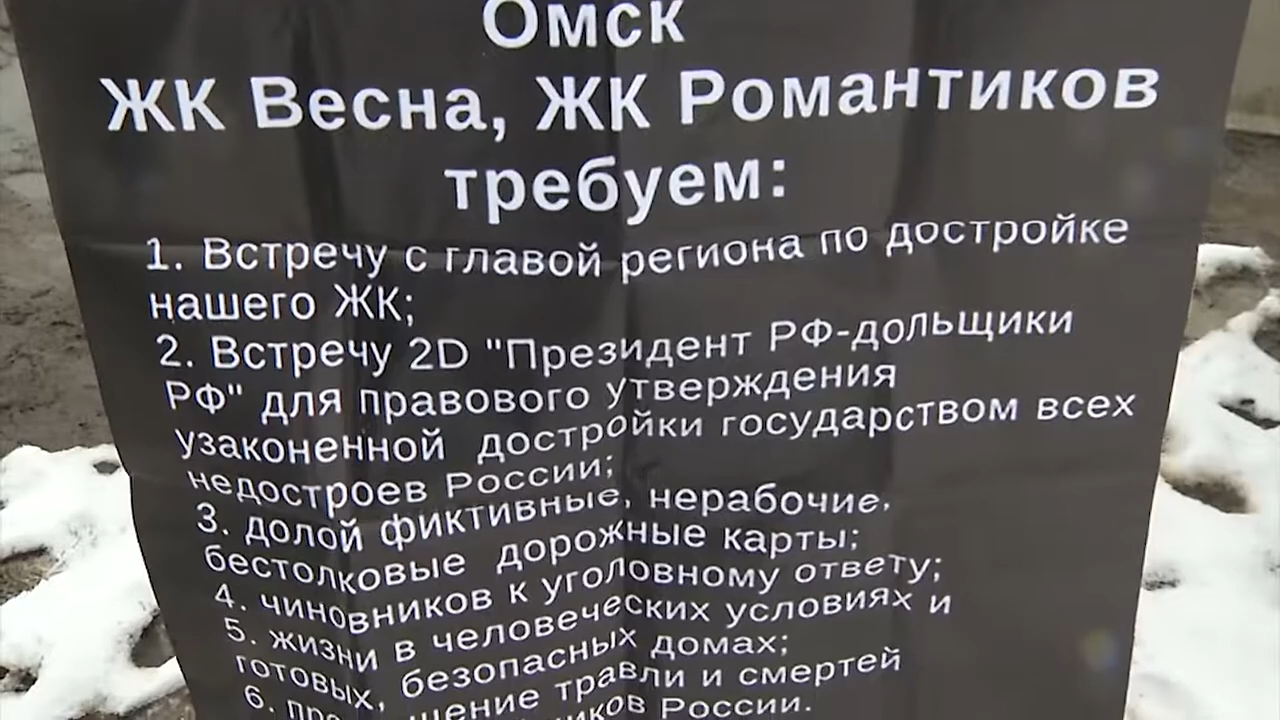 Омск
ЖК Весна, ЖК Романтиков
требуем:
1. Встречу с главой региона по достройке
нашего ЖК;
2. Встречу 2D "Президент РФ-дольщики
РФ" для правового утверждения
узаконенной достройки государством всех
недостроев России;
3. долой фиктивные, нерабочие,
бестолковые дорожные карты;
4. чиновников к уголовному ответу;
5. жизни в человеческих условиях и
готовых, безопасных домах;
6. травли и смертей
России.